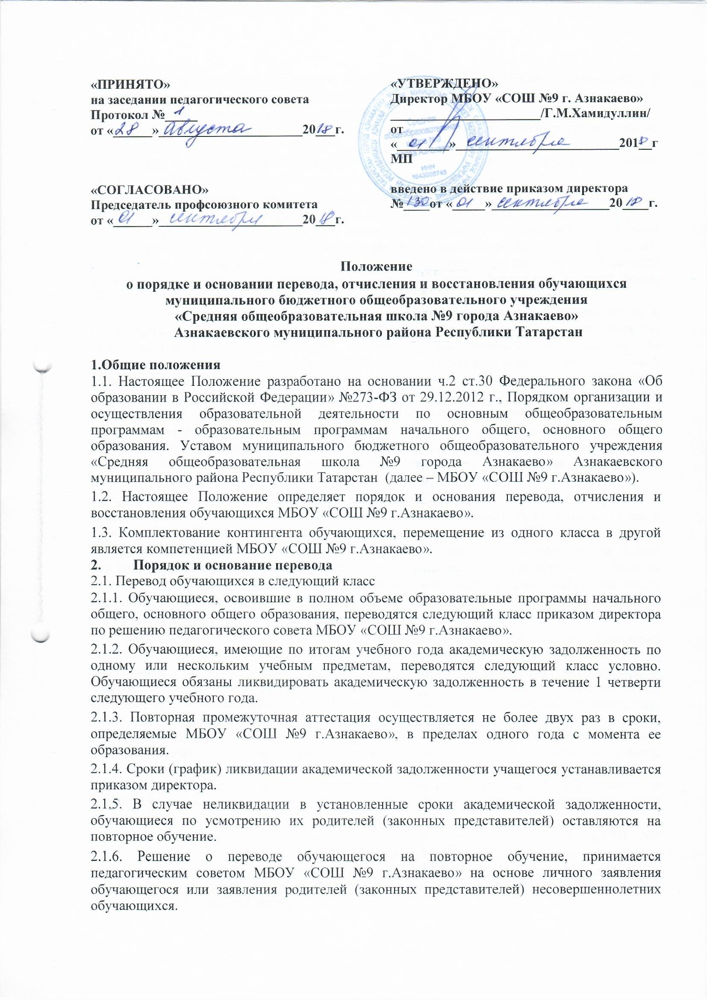 «ПРИНЯТО»
на заседании педагогического совета
Протокол № 1
от «28» августа 2018 г.
«УТВЕРЖДЕНО»
Директор МБОУ «СОШ №9 г. Азнакаево»
/Г.М.Хамидуллин/
от
«01» сентября 2018 г
МП
ИНН
«СОГЛАСОВАНО»
Председатель профсоюзного комитета
от «01» сентября 2018 г.
введено в действие приказом директора
№ 130 от «01» сентября 2018 г.
Положение
о порядке и основании перевода, отчисления и восстановления обучающихся
муниципального бюджетного общеобразовательного учреждения
«Средняя общеобразовательная школа №9 города Азнакаево»
Азнакаевского муниципального района Республики Татарстан
1.Общие положения
1.1. Настоящее Положение разработано на основании ч.2 ст.30 Федерального закона «Об
образовании в Российской Федерации» №273-ФЗ от 29.12.2012 г., Порядком организации и
осуществления образовательной деятельности по основным общеобразовательным
программам - образовательным программам начального общего, основного общего
образования. Уставом муниципального бюджетного общеобразовательного учреждения
«Средняя общеобразовательная школа №9 города Азнакаево» Азнакаевского
муниципального района Республики Татарстан (далее – МБОУ «СОШ №9 г.Азнакаево»).
1.2. Настоящее Положение определяет порядок и основания перевода, отчисления и
восстановления обучающихся МБОУ «СОШ №9 г.Азнакаево».
1.3. Комплектование контингента обучающихся, перемещение из одного класса в другой
является компетенцией МБОУ «СОШ №9 г.Азнакаево».
2. Порядок и основание перевода
2.1. Перевод обучающихся в следующий класс
2.1.1. Обучающиеся, освоившие в полном объеме образовательные программы начального
общего, основного общего образования, переводятся следующий класс приказом директора
по решению педагогического совета МБОУ «СОШ №9 г.Азнакаево».
2.1.2. Обучающиеся, имеющие по итогам учебного года академическую задолженность по
одному или нескольким учебным предметам, переводятся следующий класс условно.
Обучающиеся обязаны ликвидировать академическую задолженность в течение 1 четверти
следующего учебного года.
2.1.3. Повторная промежуточная аттестация осуществляется не более двух раз в сроки,
определяемые МБОУ «СОШ №9 г.Азнакаево», в пределах одного года с момента ее
образования.
2.1.4. Сроки (график) ликвидации академической задолженности учащегося устанавливается
приказом директора.
2.1.5. В случае неликвидации в установленные сроки академической задолженности,
обучающиеся по усмотрению их родителей (законных представителей) оставляются на
повторное обучение.
2.1.6. Решение о переводе обучающегося на повторное обучение, принимается
педагогическим советом МБОУ «СОШ №9 г.Азнакаево» на основе личного заявления
обучающегося или заявления родителей (законных представителей) несовершеннолетних
обучающихся.